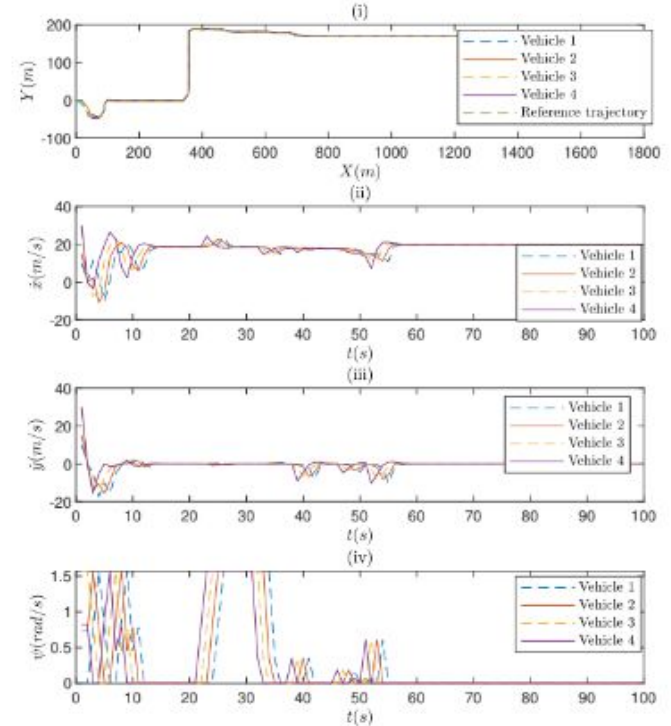 (i)
200
100
0
-100
Y(m)
Vehicle 1
Vehicle 2
Vehicle 3
Vehicle 4
Reference trajectory
0 200 400 600 800 1000 1200 1400 1600 1800
X(m)
(ii)
40
20
0
-20
ẋ(m/s)
Vehicle 1
Vehicle 2
Vehicle 3
Vehicle 4
0 10 20 30 40 50 60 70 80 90 100
t(s)
(iii)
40
20
0
-20
ẏ(m/s)
Vehicle 1
Vehicle 2
Vehicle 3
Vehicle 4
0 10 20 30 40 50 60 70 80 90 100
t(s)
(iv)
1.5
1
0.5
0
ψ(rad/s)
Vehicle 1
Vehicle 2
Vehicle 3
Vehicle 4
0 10 20 30 40 50 60 70 80 90 100
t(s)